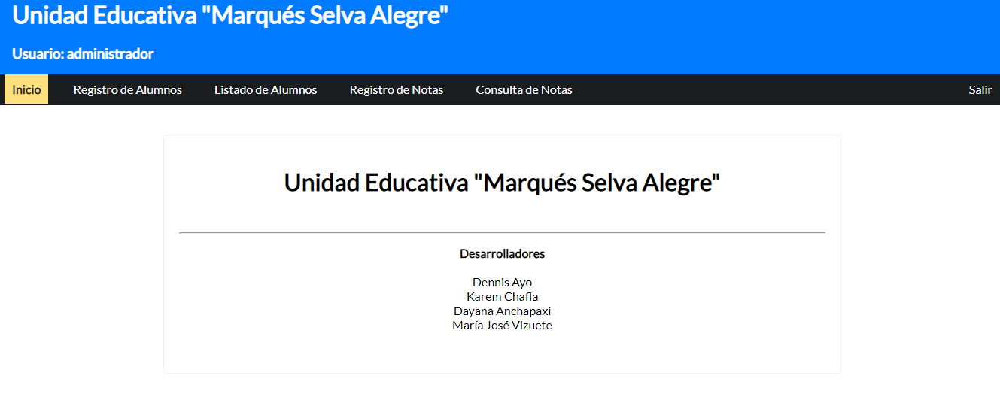 Unidad Educativa "Marqués Selva Alegre"
Usuario: administrador
Inicio Registro de Alumnos Listado de Alumnos Registro de Notas Consulta de Notas Salir
Unidad Educativa "Marqués Selva Alegre"
Desarrolladores
Dennis Ayo
Karem Chafla
Dayana Anchapaxi
María José Vizuete